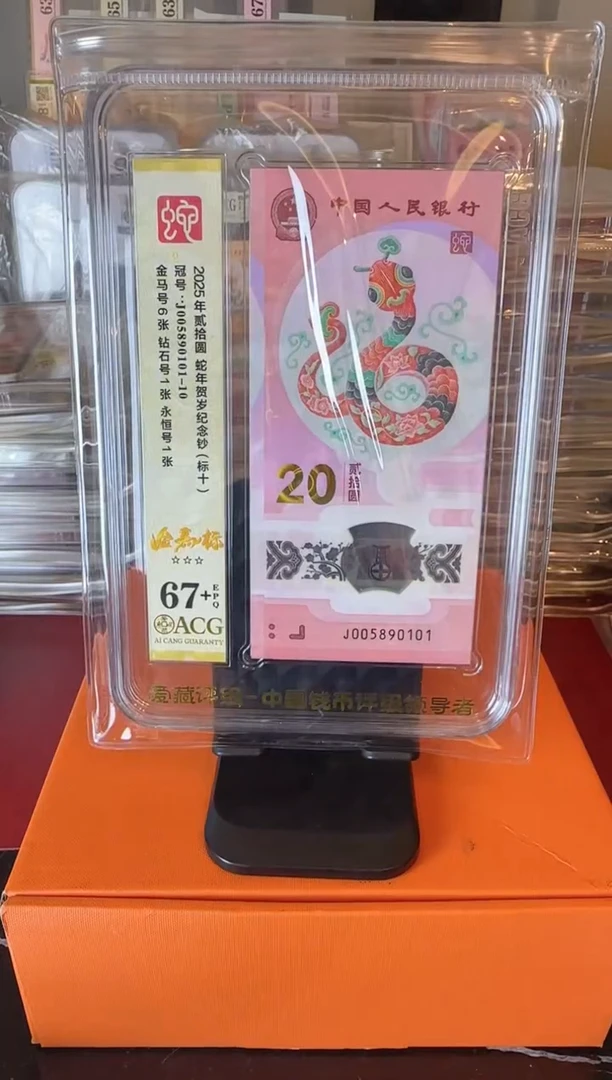 蛇
2025年贰拾圆 蛇年贺岁纪念钞（标十）
冠号：J005890101-10
金马号6张 钻石号1张 永恒号1张
☆☆☆
67+
EPQ
ACG
AI CANG GUARANTY
中国人民银行
蛇
20
贰拾圆
J005890101
爱藏评级-中国钱币评级领导者